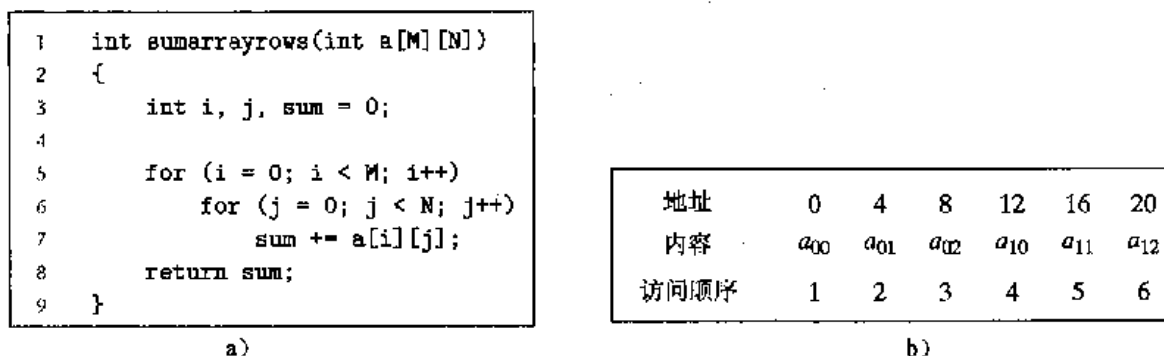 1 int sumarrayrows(int a[M][N])
2 {
3 int i, j, sum = 0;
4
5 for (i = 0; i < M; i++)
6 for (j = 0; j < N; j++)
7 sum += a[i][j];
8 return sum;
9 }
a)
地址 0 4 8 12 16 20
内容 a00 a01 a02 a10 a11 a12
访问顺序 1 2 3 4 5 6
b)